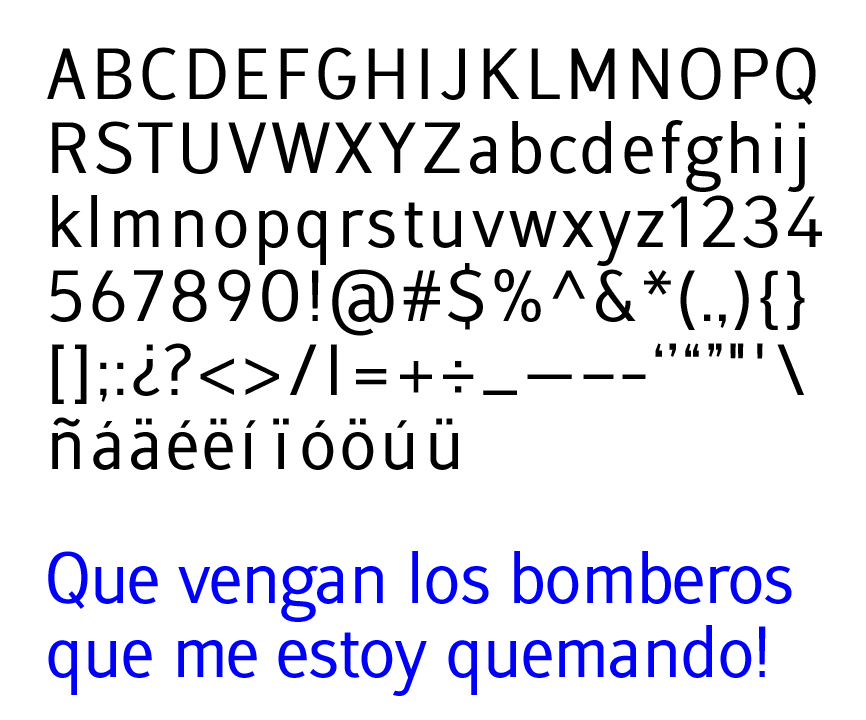 ABCDEFGHIJKLMNOPQ
RSTUVWXYZabcdefghij
klmnopqrstuvwxyz1234
567890!@#$%^&*(.,){}
[];:¿?<>/|=+÷_—–-‘’“”"'\
ñáäéëíïóöúü
Que vengan los bomberos
que me estoy quemando!